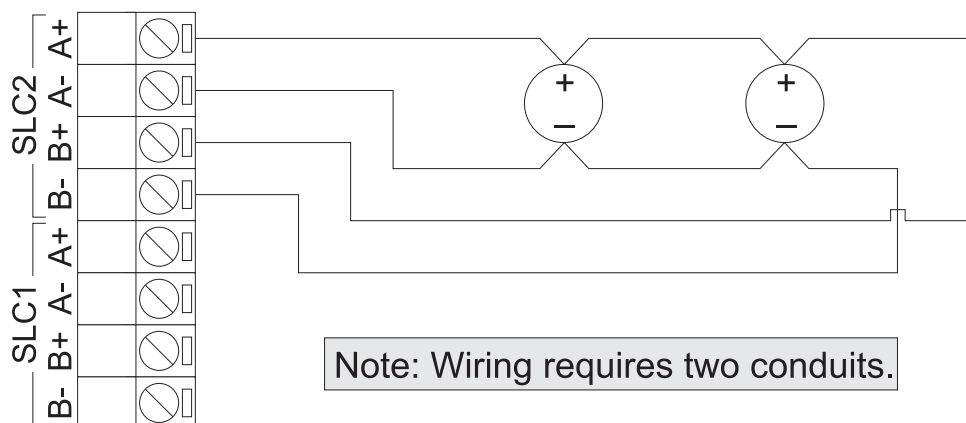 SLC2
A+
A-
B+
B-
SLC1
A+
A-
B+
B-
+
–
+
–
Note: Wiring requires two conduits.